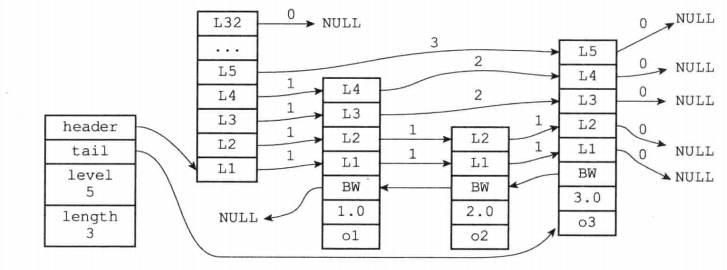 header
tail
level
5
length
3
L32
...
L5
L4
L3
L2
L1
0
NULL
3
1
1
1
1
L4
L3
L2
L1
BW
1.0
o1
NULL
2
2
1
1
L2
L1
BW
2.0
o2
1
1
L5
L4
L3
L2
L1
BW
3.0
o3
0
NULL
0
NULL
0
NULL
0
NULL
0
NULL